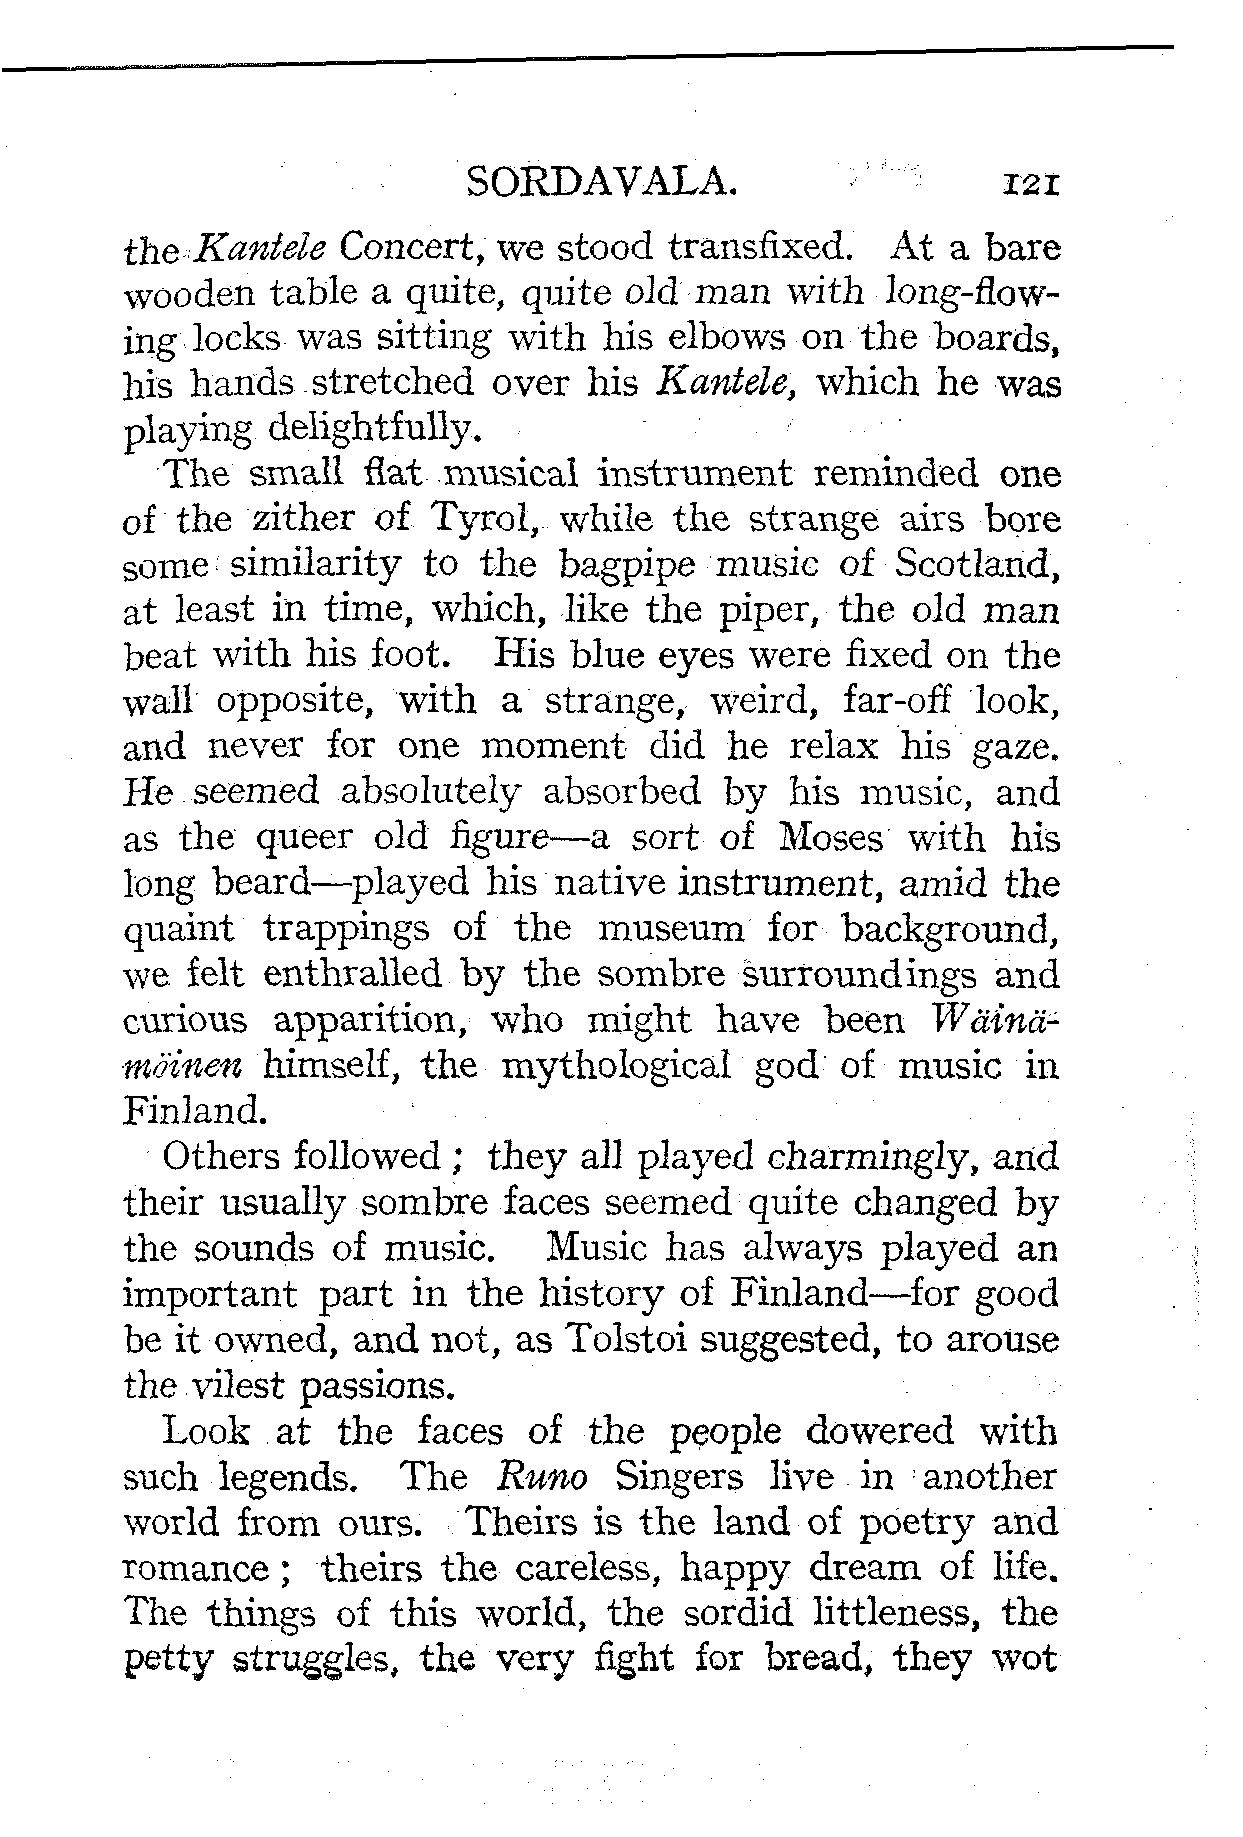 SORDAVALA. 121
the Kantele Concert, we stood transfixed. At a bare
wooden table a quite, quite old man with long-flow-
ing locks was sitting with his elbows on the boards,
his hands stretched over his Kantele, which he was
playing delightfully.
The small flat musical instrument reminded one
of the zither of Tyrol, while the strange airs bore
some similarity to the bagpipe music of Scotland,
at least in time, which, like the piper, the old man
beat with his foot. His blue eyes were fixed on the
wall opposite, with a strange, weird, far-off look,
and never for one moment did he relax his gaze.
He seemed absolutely absorbed by his music, and
as the queer old figure—a sort of Moses with his
long beard—played his native instrument, amid the
quaint trappings of the museum for background,
we felt enthralled by the sombre surroundings and
curious apparition, who might have been Wäinä-
möinen himself, the mythological god of music in
Finland.
Others followed ; they all played charmingly, and
their usually sombre faces seemed quite changed by
the sounds of music. Music has always played an
important part in the history of Finland—for good
be it owned, and not, as Tolstoi suggested, to arouse
the vilest passions.
Look at the faces of the people dowered with
such legends. The Runo Singers live in another
world from ours. Theirs is the land of poetry and
romance ; theirs the careless, happy dream of life.
The things of this world, the sordid littleness, the
petty struggles, the very fight for bread, they wot